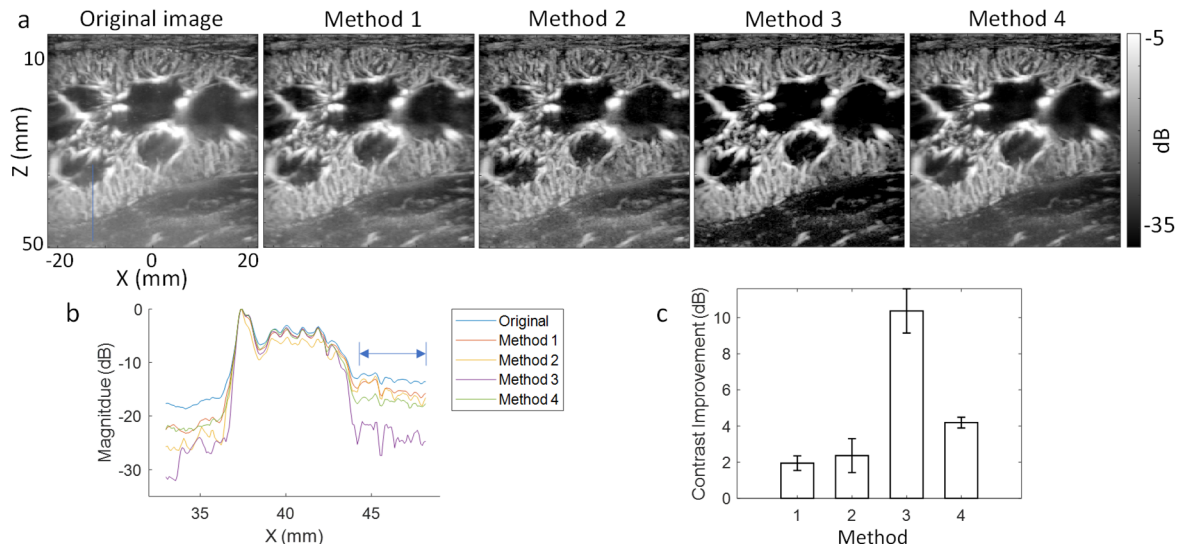 a
Original image
Method 1
Method 2
Method 3
Method 4
10
50
Z (mm)
-20
0
20
X (mm)
-5
dB
-35
b
0
-10
-20
-30
Magnitdue (dB)
35
40
45
X (mm)
Original
Method 1
Method 2
Method 3
Method 4
c
10
8
6
4
2
0
Contrast Improvement (dB)
1
2
3
4
Method